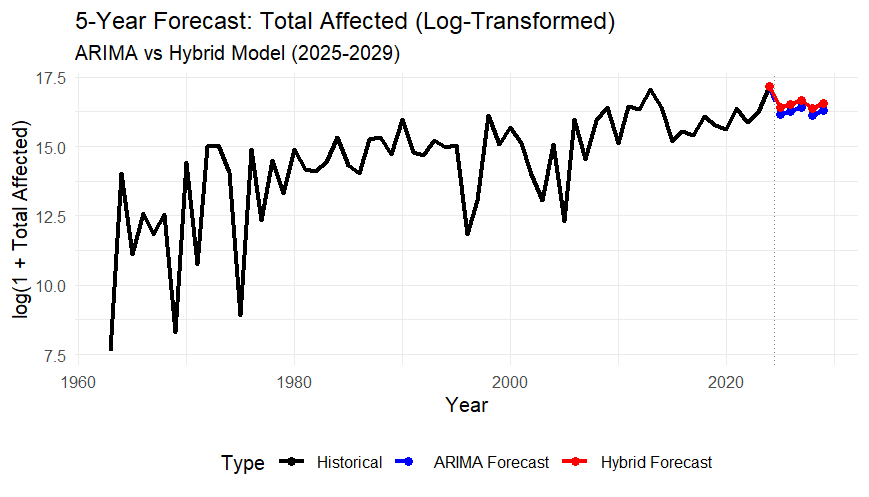 5-Year Forecast: Total Affected (Log-Transformed)
ARIMA vs Hybrid Model (2025-2029)
17.5
15.0
12.5
10.0
7.5
log(1 + Total Affected)
1960
1980
2000
2020
Year
Type
Historical
ARIMA Forecast
Hybrid Forecast